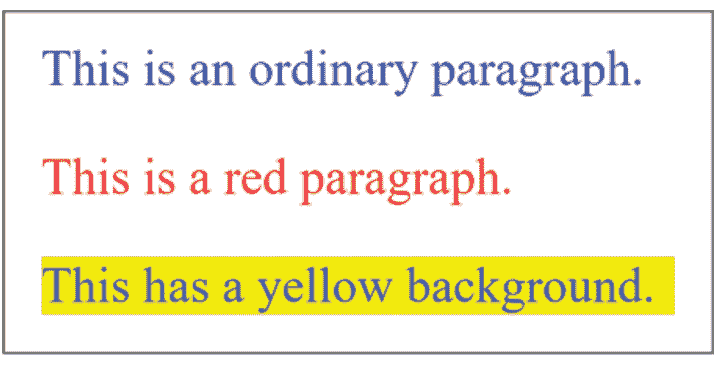 This is an ordinary paragraph.
This is a red paragraph.
This has a yellow background.